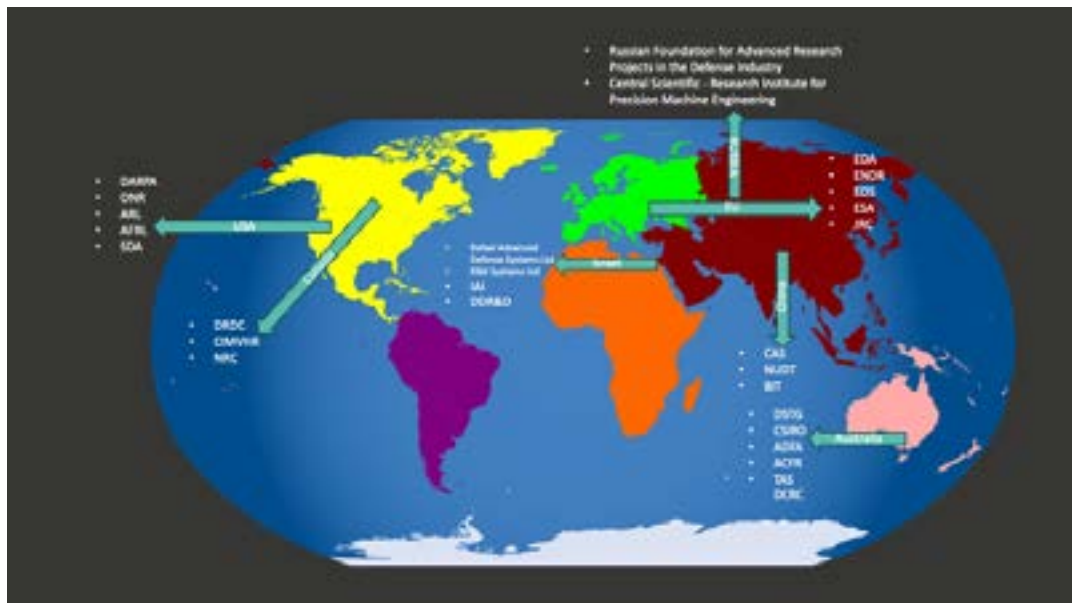 Russian Foundation for Advanced Research
Projects in the Defense Industry
Central Scientific - Research Institute for
Precision Machine Engineering
DARPA
ONR
ARL
AFRL
SDA
USA
Canada
DRDC
CIMVHR
NRC
Rafael Advanced
Defense Systems Ltd
Elbit Systems Ltd
IAI
DDR&D
Israel
EU
EDA
ENDR
EDS
ESA
JRC
China
CAS
NUDT
BIT
DSTG
CSIRO
ADFA
ACFR
TAS
DCRC
Australia